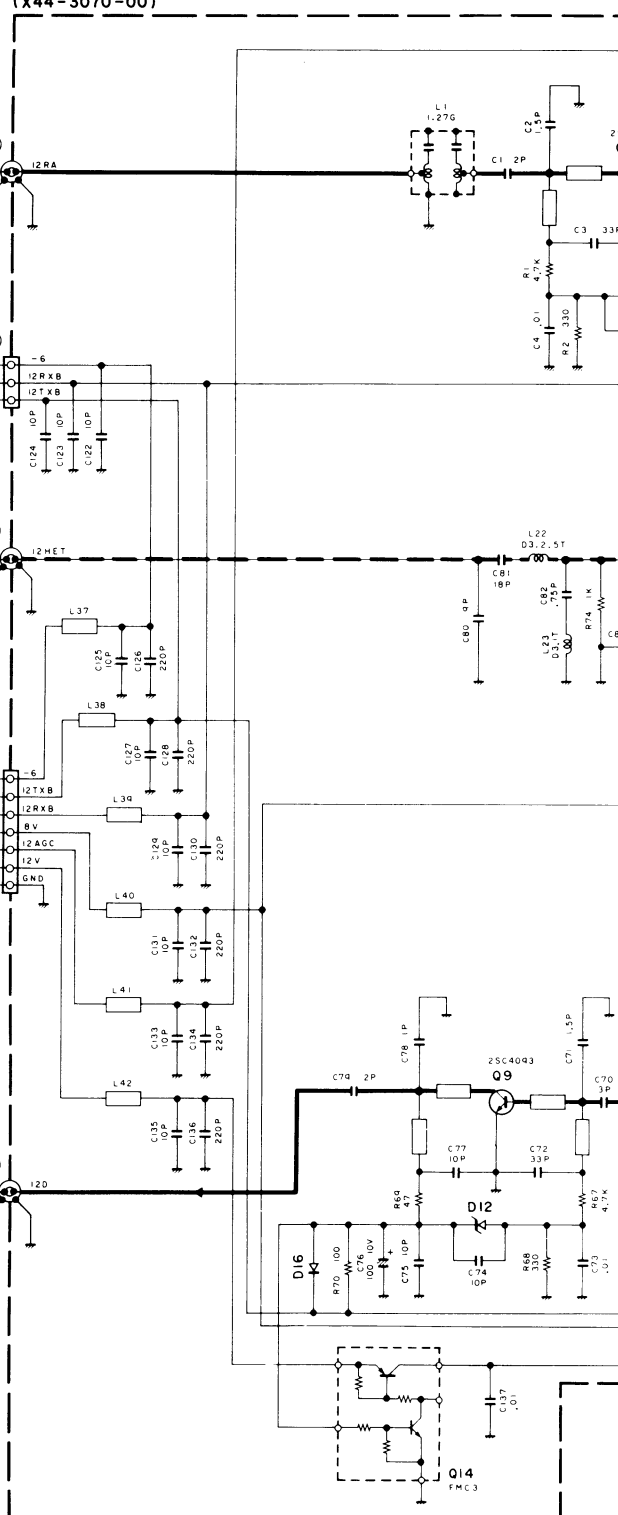 (X44-3070-00)
L1
1.27G
C2
1.5P
12RA
C1 2P
C3 33P
R1
4.7K
C4 .01
R2 330
-6
12RXB
12TXB
C124 10P
C123 10P
C122 10P
12HET
L22
D3.2.5T
C81
18P
C80 9P
C82
.75P
L23
D3.1T
R74 1K
L37
C125
10P
C126
220P
L38
C127
10P
C128
220P
-6
12TXB
12RXB
8V
12AGC
12V
GND
L39
C129
10P
C130
220P
L40
C131
10P
C132
220P
L41
C133
10P
C134
220P
L42
C135
10P
C136
220P
C78 1P
C71 1.5P
2SC4093
Q9
C79 2P
C70
3P
C77
10P
C72
33P
12D
R69
47
D12
R67
4.7K
D16
R70 100
C76 10V
100
+
C75 10P
C74
10P
R68
330
C73
.01
C137
.01
Q14
FMC3